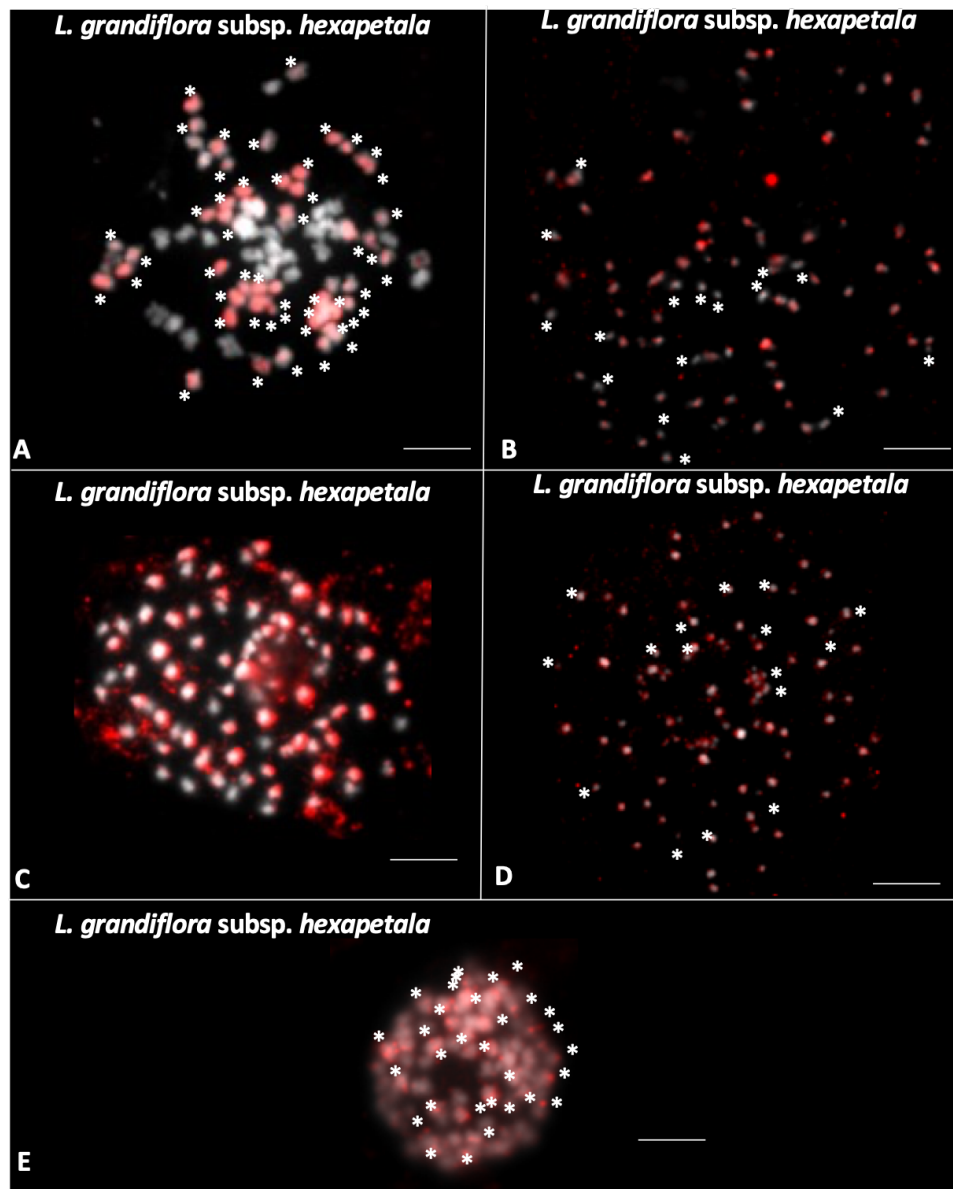 L. grandiflora subsp. hexapetala
L. grandiflora subsp. hexapetala
A
B
L. grandiflora subsp. hexapetala
L. grandiflora subsp. hexapetala
C
D
L. grandiflora subsp. hexapetala
E